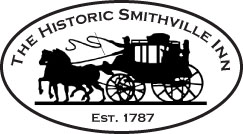 THE HISTORIC SMITHVILLE INN
EST. 1787